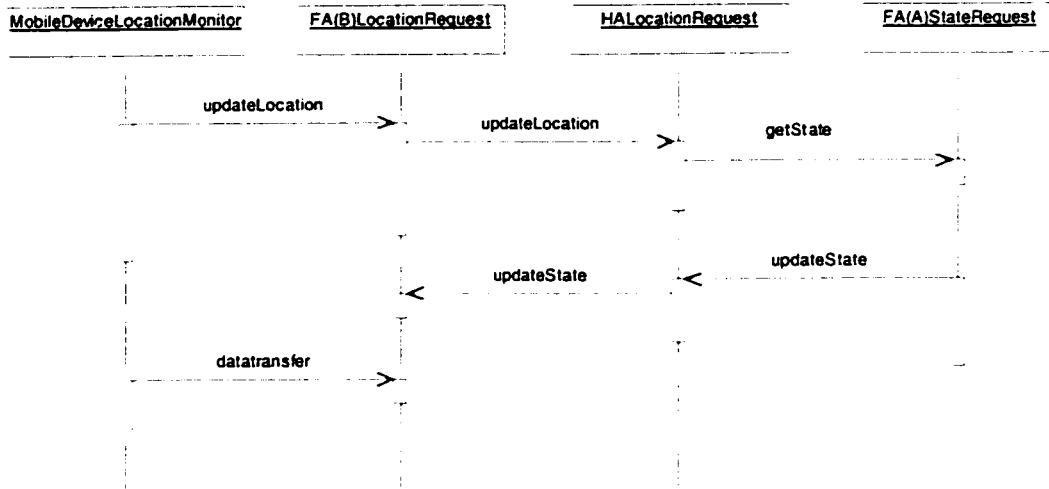 MobileDeviceLocationMonitor
FA(B)LocationRequest
HALocationRequest
FA(A)StateRequest
updateLocation
updateLocation
getState
updateState
updateState
datatransfer